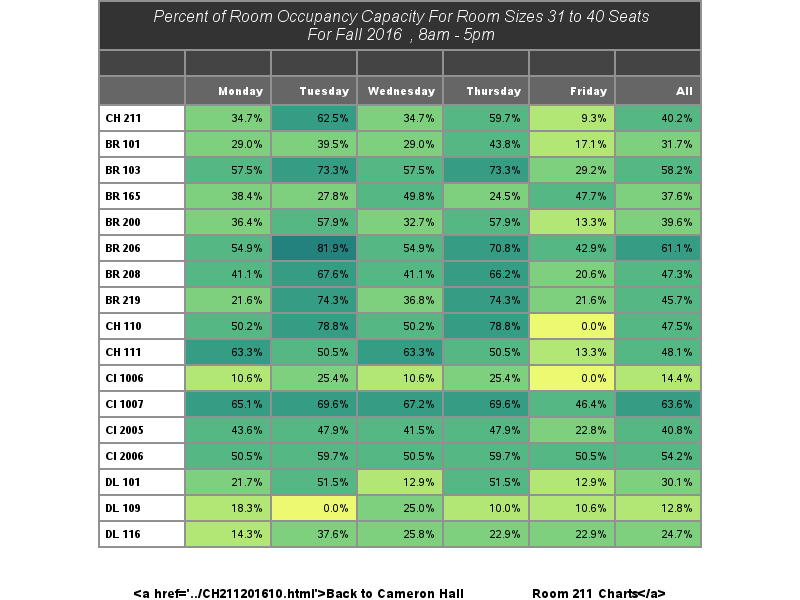 Percent of Room Occupancy Capacity For Room Sizes 31 to 40 Seats
For Fall 2016 , 8am - 5pm
Monday Tuesday Wednesday Thursday Friday All
CH 211 34.7% 62.5% 34.7% 59.7% 9.3% 40.2%
BR 101 29.0% 39.5% 29.0% 43.8% 17.1% 31.7%
BR 103 57.5% 73.3% 57.5% 73.3% 29.2% 58.2%
BR 165 38.4% 27.8% 49.8% 24.5% 47.7% 37.6%
BR 200 36.4% 57.9% 32.7% 57.9% 13.3% 39.6%
BR 206 54.9% 81.9% 54.9% 70.8% 42.9% 61.1%
BR 208 41.1% 67.6% 41.1% 66.2% 20.6% 47.3%
BR 219 21.6% 74.3% 36.8% 74.3% 21.6% 45.7%
CH 110 50.2% 78.8% 50.2% 78.8% 0.0% 47.5%
CH 111 63.3% 50.5% 63.3% 50.5% 13.3% 48.1%
CI 1006 10.6% 25.4% 10.6% 25.4% 0.0% 14.4%
CI 1007 65.1% 69.6% 67.2% 69.6% 46.4% 63.6%
CI 2005 43.6% 47.9% 41.5% 47.9% 22.8% 40.8%
CI 2006 50.5% 59.7% 50.5% 59.7% 50.5% 54.2%
DL 101 21.7% 51.5% 12.9% 51.5% 12.9% 30.1%
DL 109 18.3% 0.0% 25.0% 10.0% 10.6% 12.8%
DL 116 14.3% 37.6% 25.8% 22.9% 22.9% 24.7%
<a href='../CH211201610.html'>Back to Cameron Hall Room 211 Charts</a>